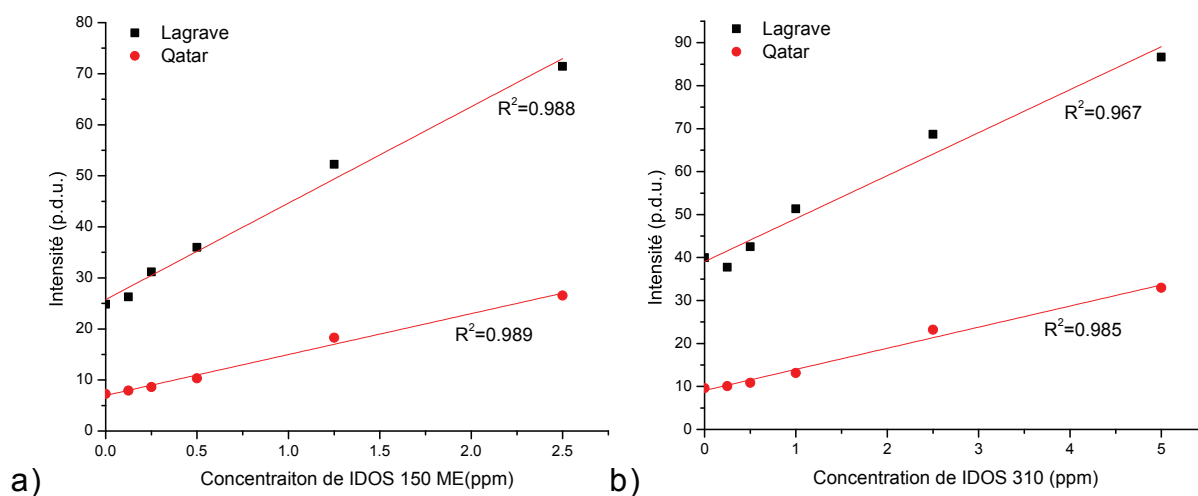 80
70
60
50
40
30
20
10
0
Intensité (p.d.u.)
Lagrave
Qatar
R²=0.988
R²=0.989
0.0 0.5 1.0 1.5 2.0 2.5
Concentraiton de IDOS 150 ME(ppm)
a)
90
80
70
60
50
40
30
20
10
0
Intensité (p.d.u.)
Lagrave
Qatar
R²=0.967
R²=0.985
0 1 2 3 4 5
Concentration de IDOS 310 (ppm)
b)